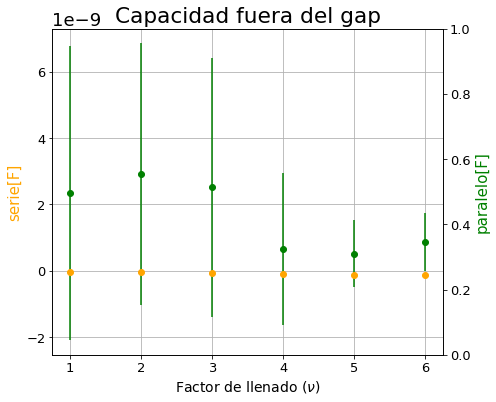 Capacidad fuera del gap
1e−9
6
4
2
0
−2
serie[F]
1.0
0.8
0.6
0.4
0.2
0.0
paralelo[F]
1 2 3 4 5 6
Factor de llenado (ν)